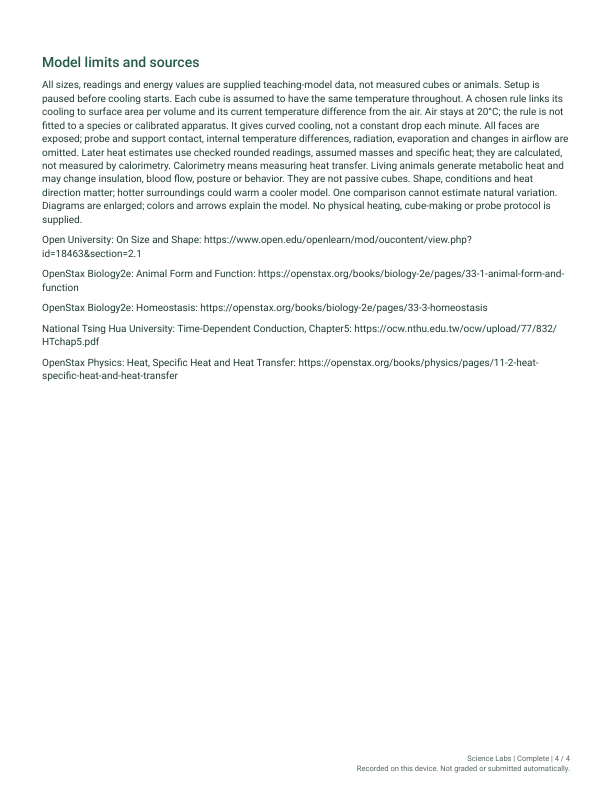 Model limits and sources
All sizes, readings and energy values are supplied teaching-model data, not measured cubes or animals. Setup is
paused before cooling starts. Each cube is assumed to have the same temperature throughout. A chosen rule links its
cooling to surface area per volume and its current temperature difference from the air. Air stays at 20°C; the rule is not
fitted to a species or calibrated apparatus. It gives curved cooling, not a constant drop each minute. All faces are
exposed; probe and support contact, internal temperature differences, radiation, evaporation and changes in airflow are
omitted. Later heat estimates use checked rounded readings, assumed masses and specific heat; they are calculated,
not measured by calorimetry. Calorimetry means measuring heat transfer. Living animals generate metabolic heat and
may change insulation, blood flow, posture or behavior. They are not passive cubes. Shape, conditions and heat
direction matter; hotter surroundings could warm a cooler model. One comparison cannot estimate natural variation.
Diagrams are enlarged; colors and arrows explain the model. No physical heating, cube-making or probe protocol is
supplied.
Open University: On Size and Shape: https://www.open.edu/openlearn/mod/oucontent/view.php?
id=18463&section=2.1
OpenStax Biology2e: Animal Form and Function: https://openstax.org/books/biology-2e/pages/33-1-animal-form-and-
function
OpenStax Biology2e: Homeostasis: https://openstax.org/books/biology-2e/pages/33-3-homeostasis
National Tsing Hua University: Time-Dependent Conduction, Chapter5: https://ocw.nthu.edu.tw/ocw/upload/77/832/
HTchap5.pdf
OpenStax Physics: Heat, Specific Heat and Heat Transfer: https://openstax.org/books/physics/pages/11-2-heat-
specific-heat-and-heat-transfer
Science Labs | Complete | 4 / 4
Recorded on this device. Not graded or submitted automatically.